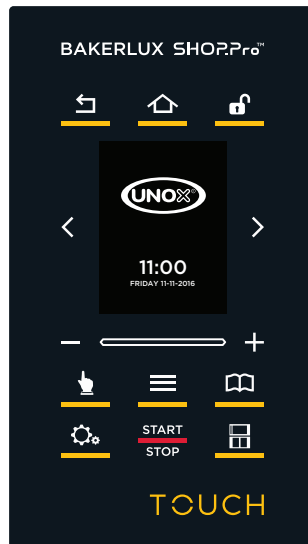 BAKERLUX SHOP.Pro™
UNOX®
11:00
FRIDAY 11-11-2016
START
STOP
TOUCH